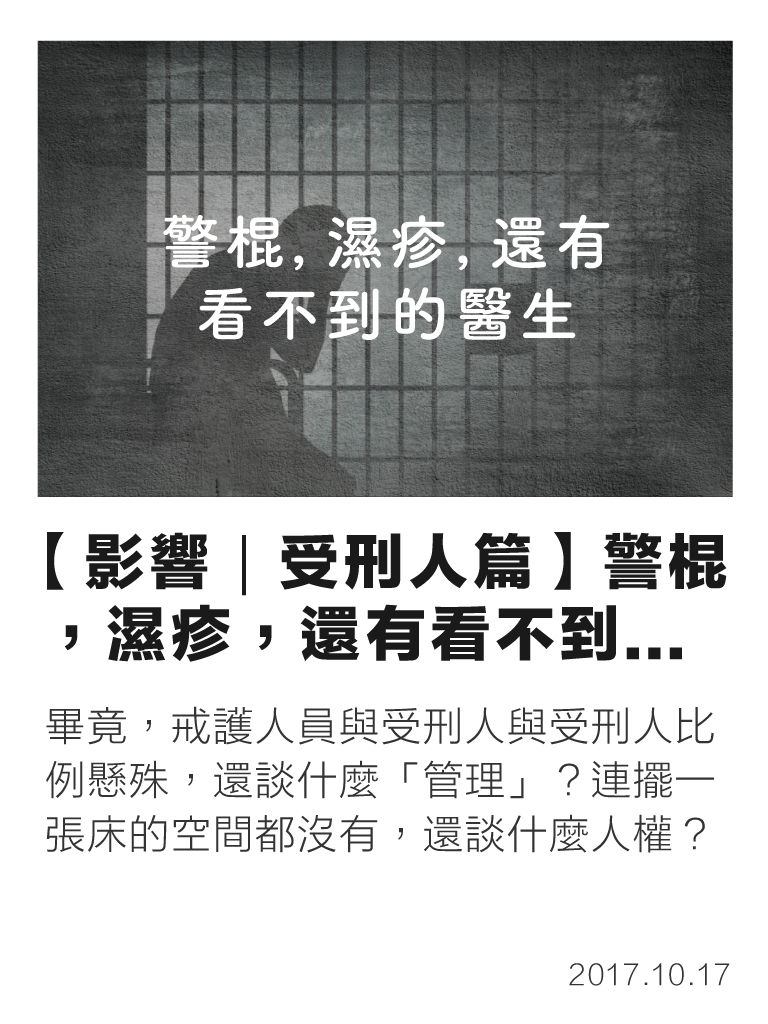 警棍, 濕疹, 還有
看不到的醫生
【影響｜受刑人篇】警棍
，濕疹，還有看不到...
畢竟，戒護人員與受刑人與受刑人比
例懸殊，還談什麼「管理」？連擺一
張床的空間都沒有，還談什麼人權？
2017.10.17